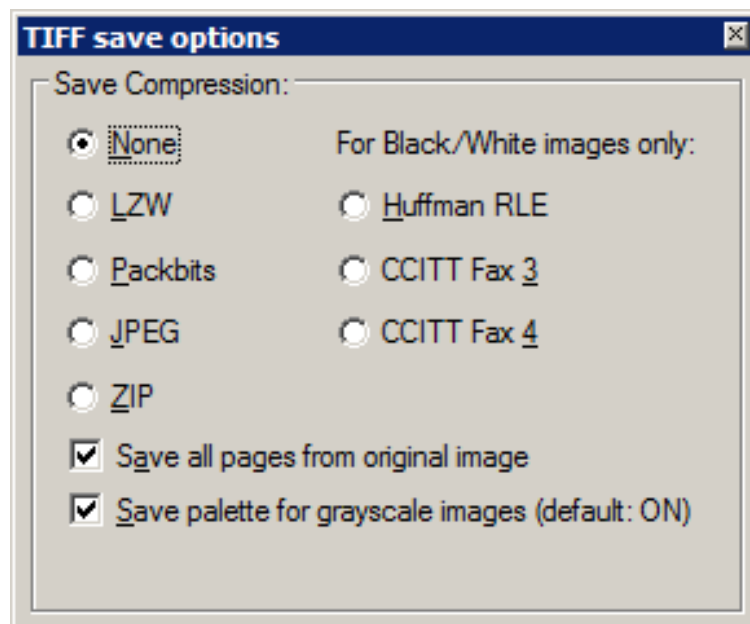 TIFF save options
Save Compression:
None
For Black/White images only:
LZW
Huffman RLE
Packbits
CCITT Fax 3
JPEG
CCITT Fax 4
ZIP
Save all pages from original image
Save palette for grayscale images (default: ON)